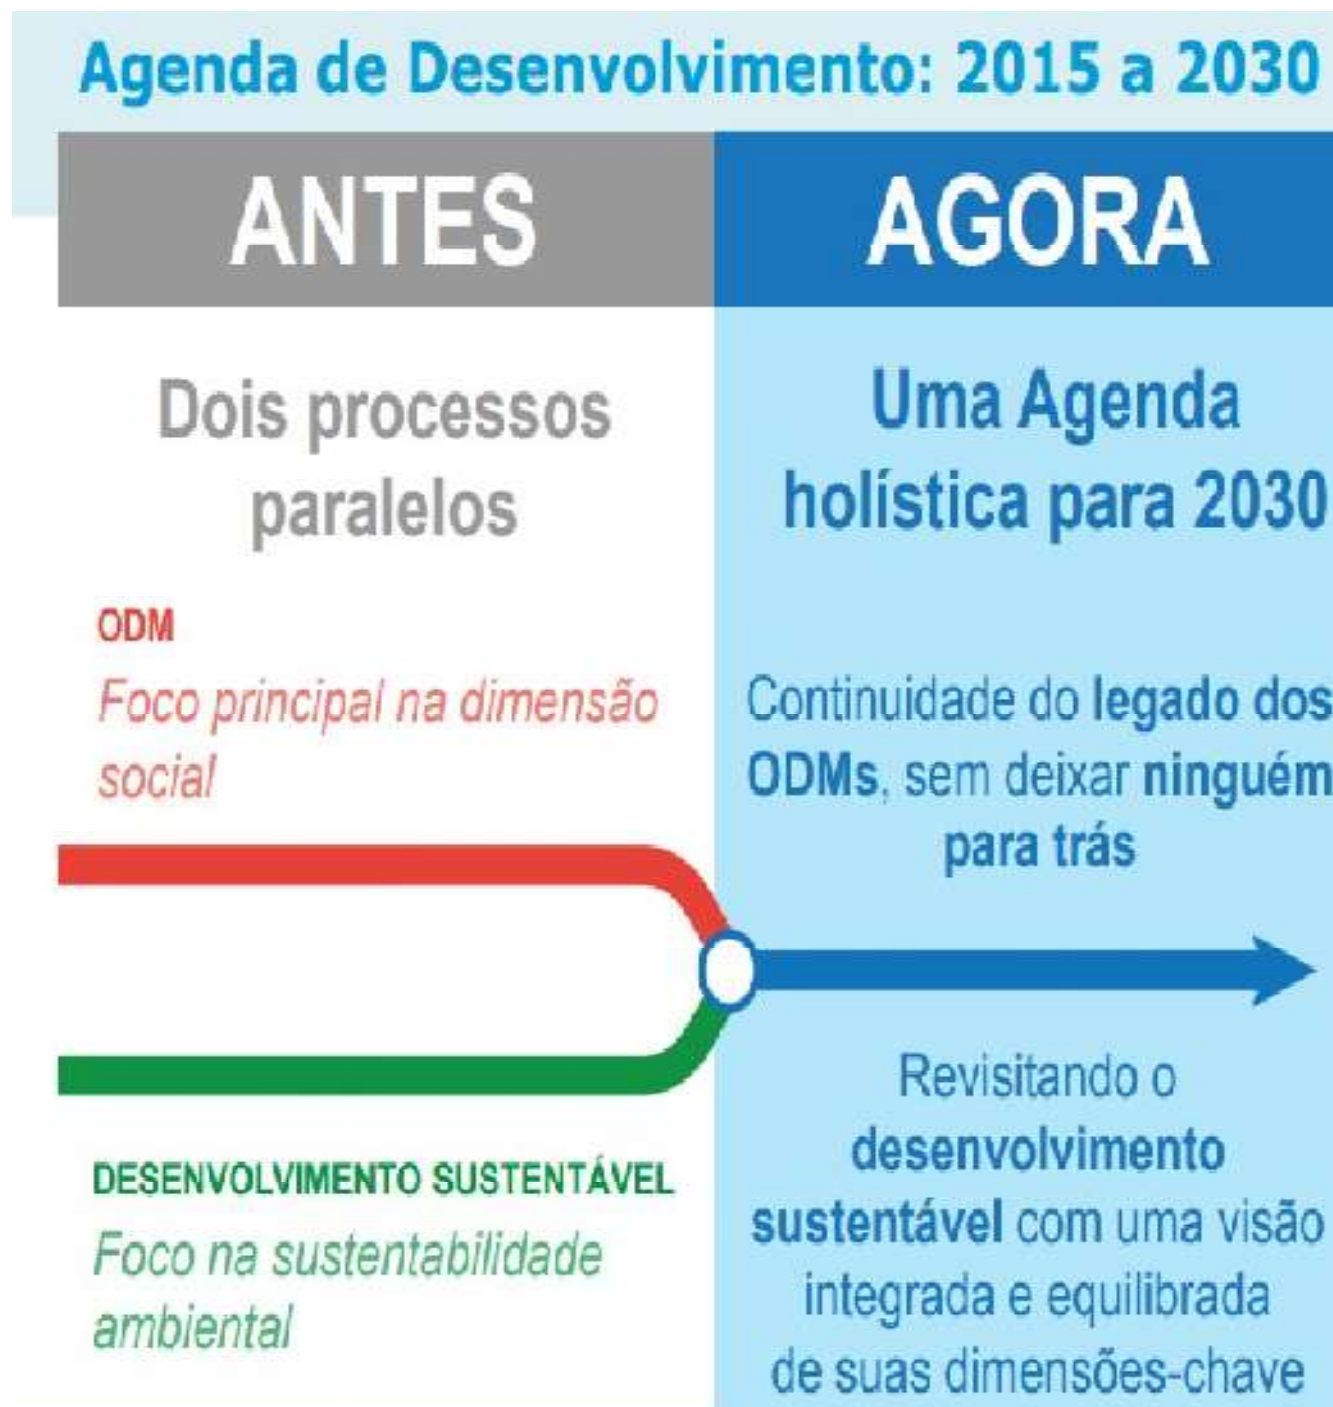 Agenda de Desenvolvimento: 2015 a 2030
ANTES
Dois processos
paralelos
ODM
Foco principal na dimensão
social
DESENVOLVIMENTO SUSTENTÁVEL
Foco na sustentabilidade
ambiental
AGORA
Uma Agenda
holística para 2030
Continuidade do legado dos
ODMs, sem deixar ninguém
para trás
Revisitando o
desenvolvimento
sustentável com uma visão
integrada e equilibrada
de suas dimensões-chave